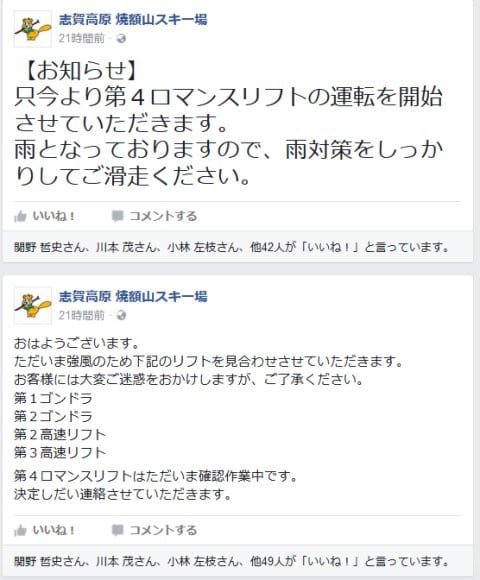 志賀高原 焼額山スキー場
21時間前 ·
【お知らせ】
只今より第４ロマンスリフトの運転を開始
させていただきます。
雨となっておりますので、雨対策をしっか
りしてご滑走ください。
いいね！ コメントする
関野 哲史さん、川本 茂さん、小林 左枝さん、他42人が「いいね！」と言っています。
志賀高原 焼額山スキー場
21時間前 ·
おはようございます。
ただいま強風のため下記のリフトを見合わせさせていただきます。
お客様には大変ご迷惑をおかけしますが、ご了承ください。
第１ゴンドラ
第２ゴンドラ
第２高速リフト
第３高速リフト
第４ロマンスリフトはただいま確認作業中です。
決定しだい連絡させていただきます。
いいね！ コメントする
関野 哲史さん、川本 茂さん、小林 左枝さん、他49人が「いいね！」と言っています。